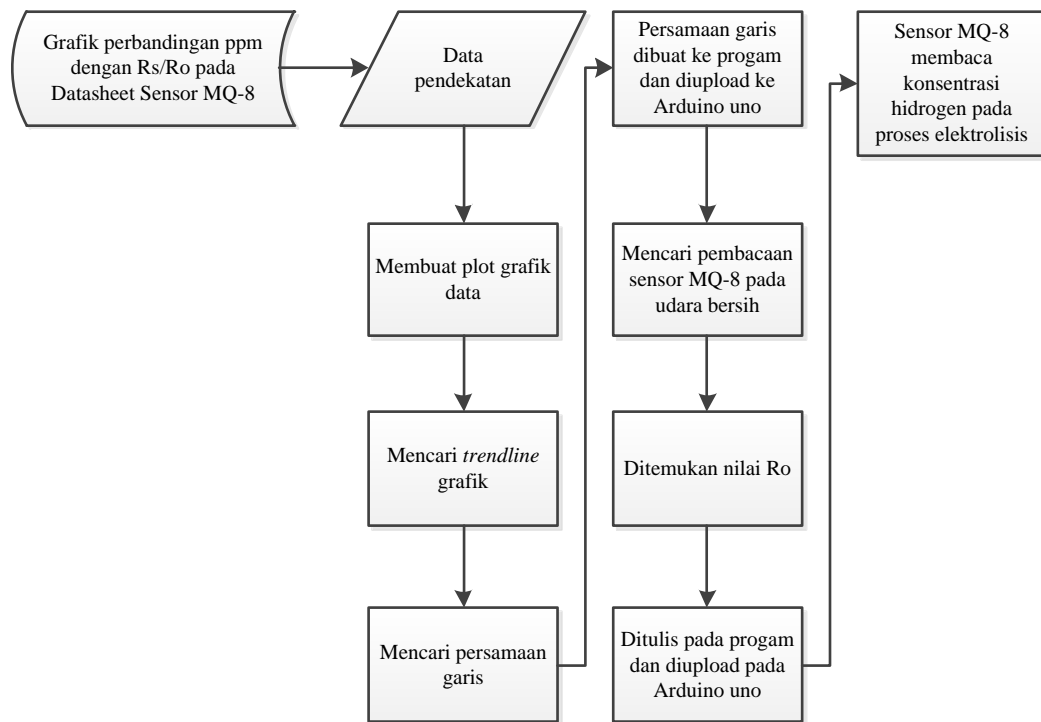 Grafik perbandingan ppm
dengan Rs/Ro pada
Datasheet Sensor MQ-8
Data
pendekatan
Membuat plot grafik
data
Mencari trendline
grafik
Mencari persamaan
garis
Persamaan garis
dibuat ke progam
dan diupload ke
Arduino uno
Mencari pembacaan
sensor MQ-8 pada
udara bersih
Ditemukan nilai Ro
Ditulis pada progam
dan diupload pada
Arduino uno
Sensor MQ-8
membaca
konsentrasi
hidrogen pada
proses elektrolisis